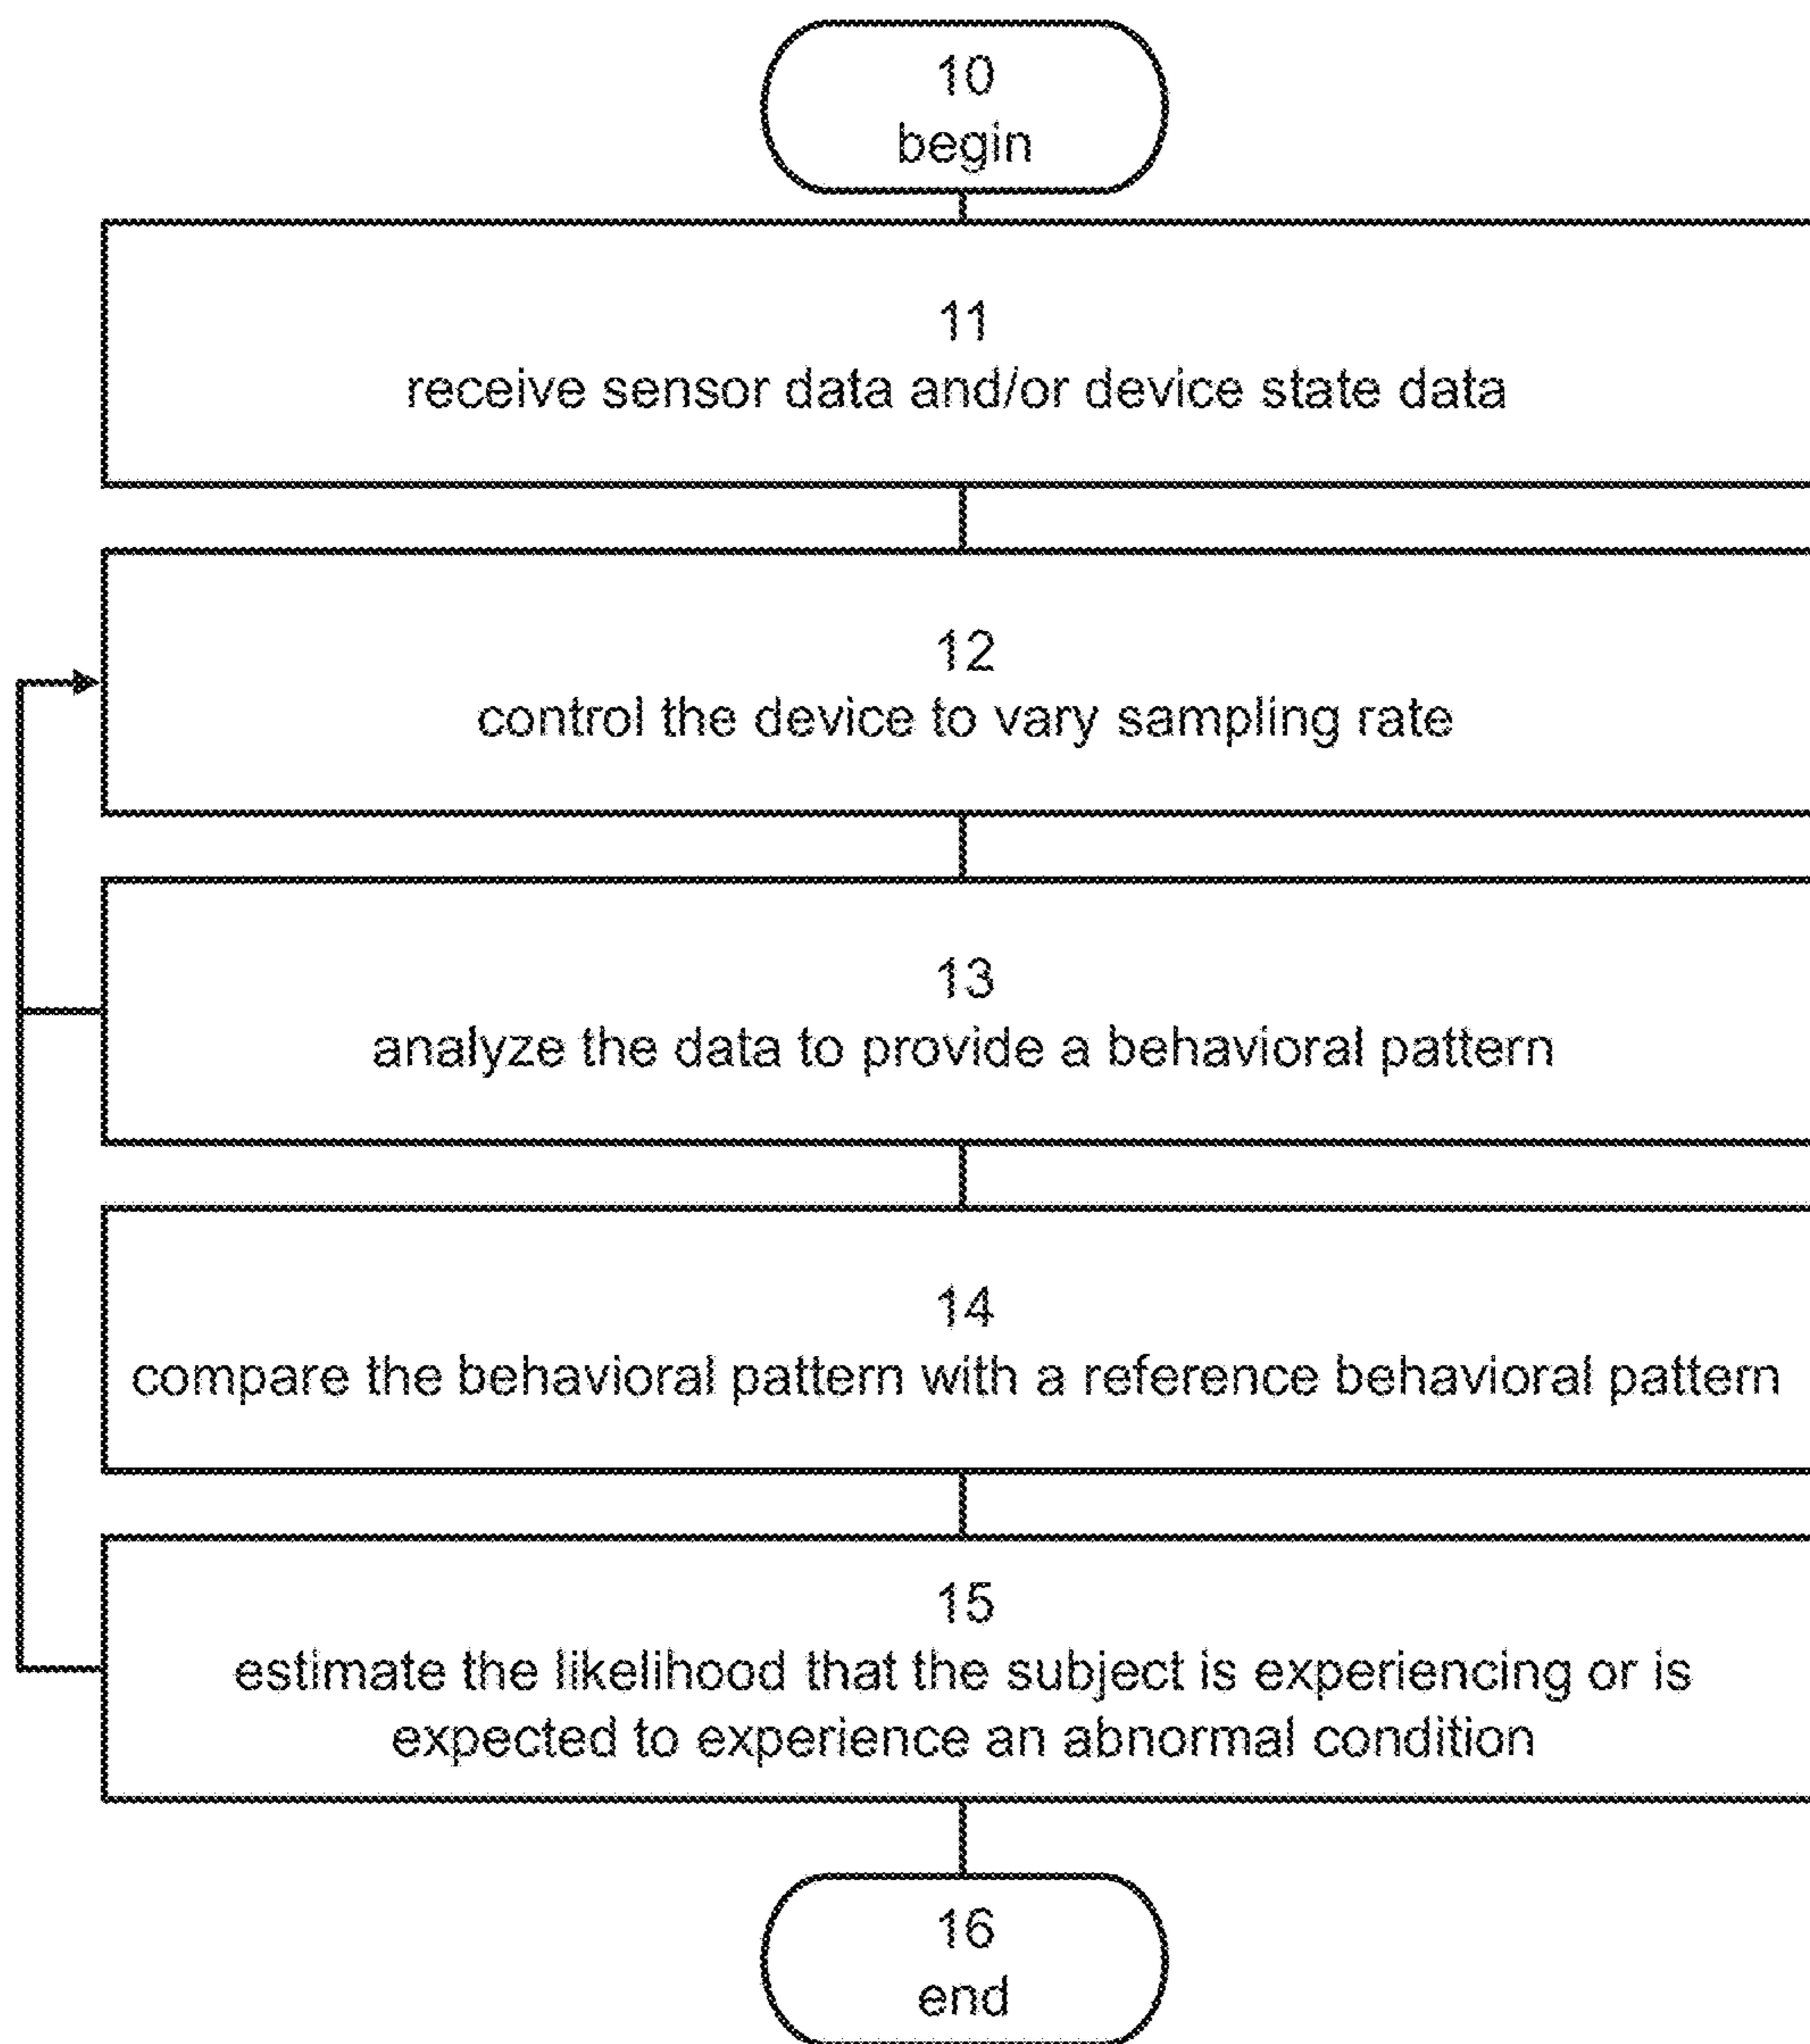 10
begin
11
receive sensor data and/or device state data
12
control the device to vary sampling rate
13
analyze the data to provide a behavioral pattern
14
compare the behavioral pattern with a reference behavioral pattern
15
estimate the likelihood that the subject is experiencing or is
expected to experience an abnormal condition
16
end